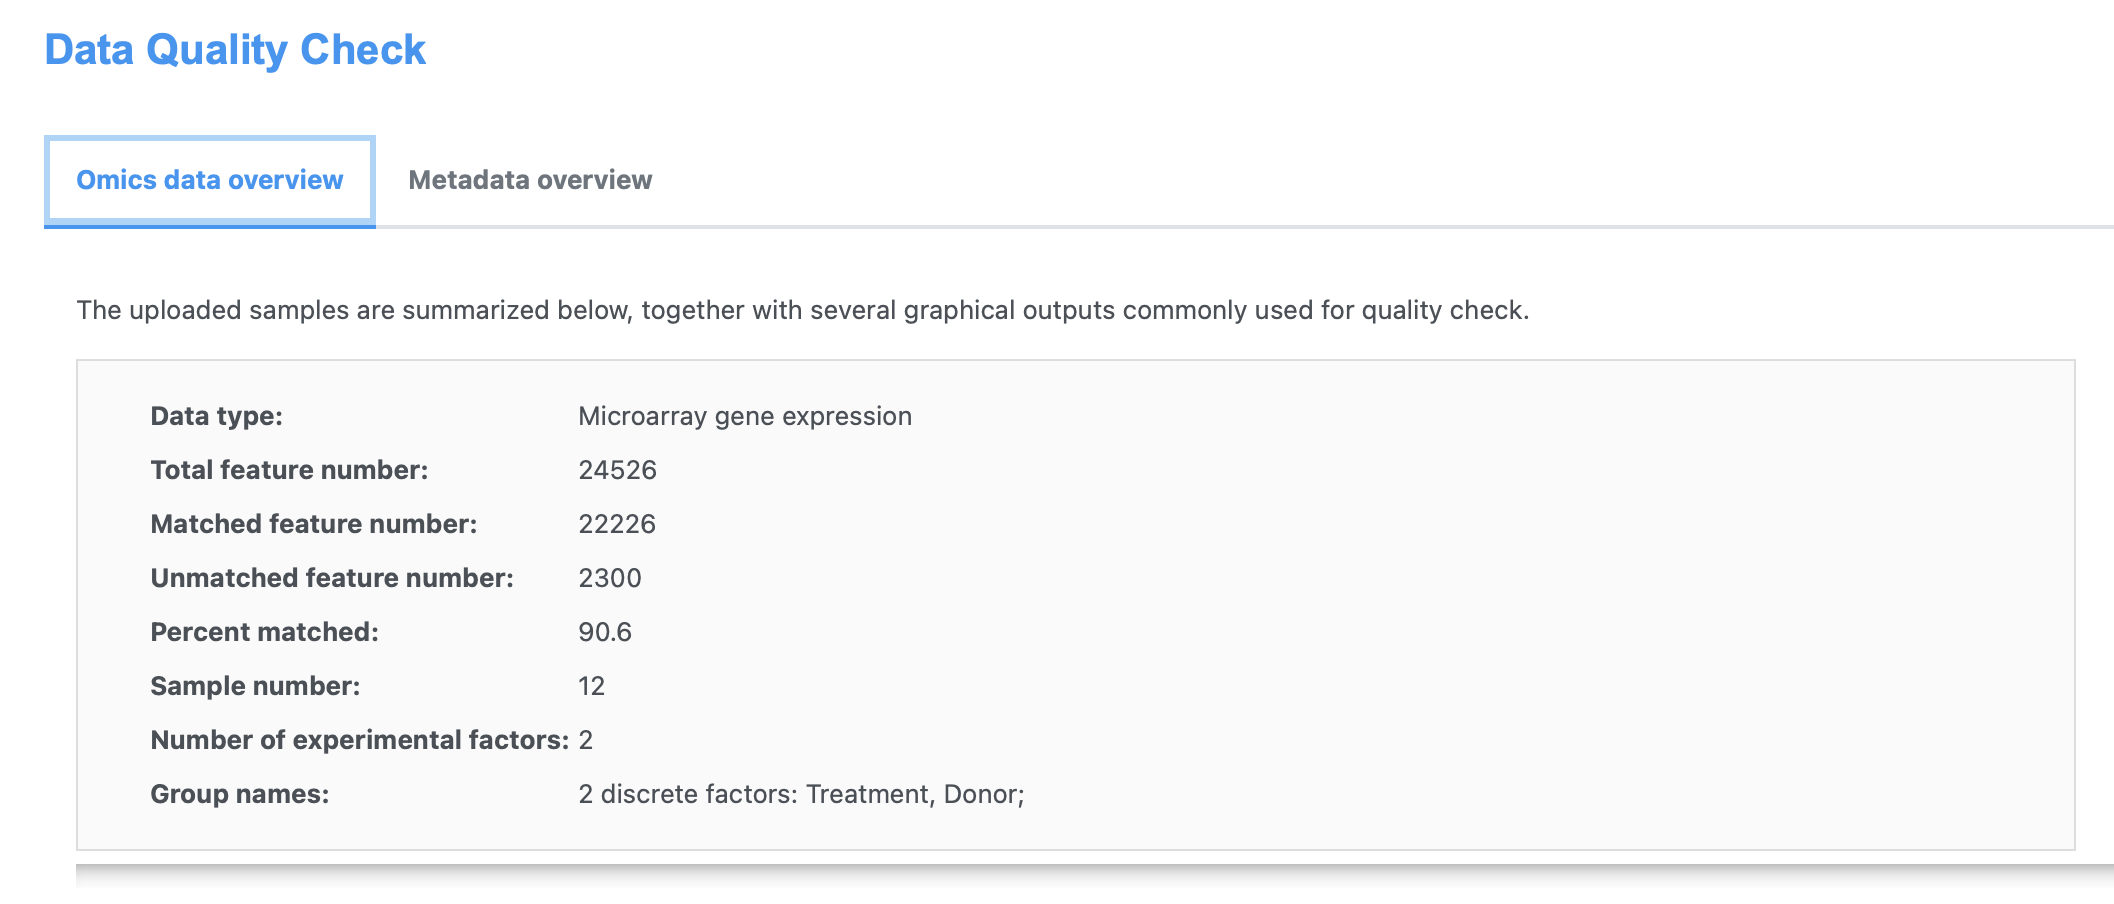 Data Quality Check
Omics data overview Metadata overview
The uploaded samples are summarized below, together with several graphical outputs commonly used for quality check.
Data type: Microarray gene expression
Total feature number: 24526
Matched feature number: 22226
Unmatched feature number: 2300
Percent matched: 90.6
Sample number: 12
Number of experimental factors: 2
Group names: 2 discrete factors: Treatment, Donor;